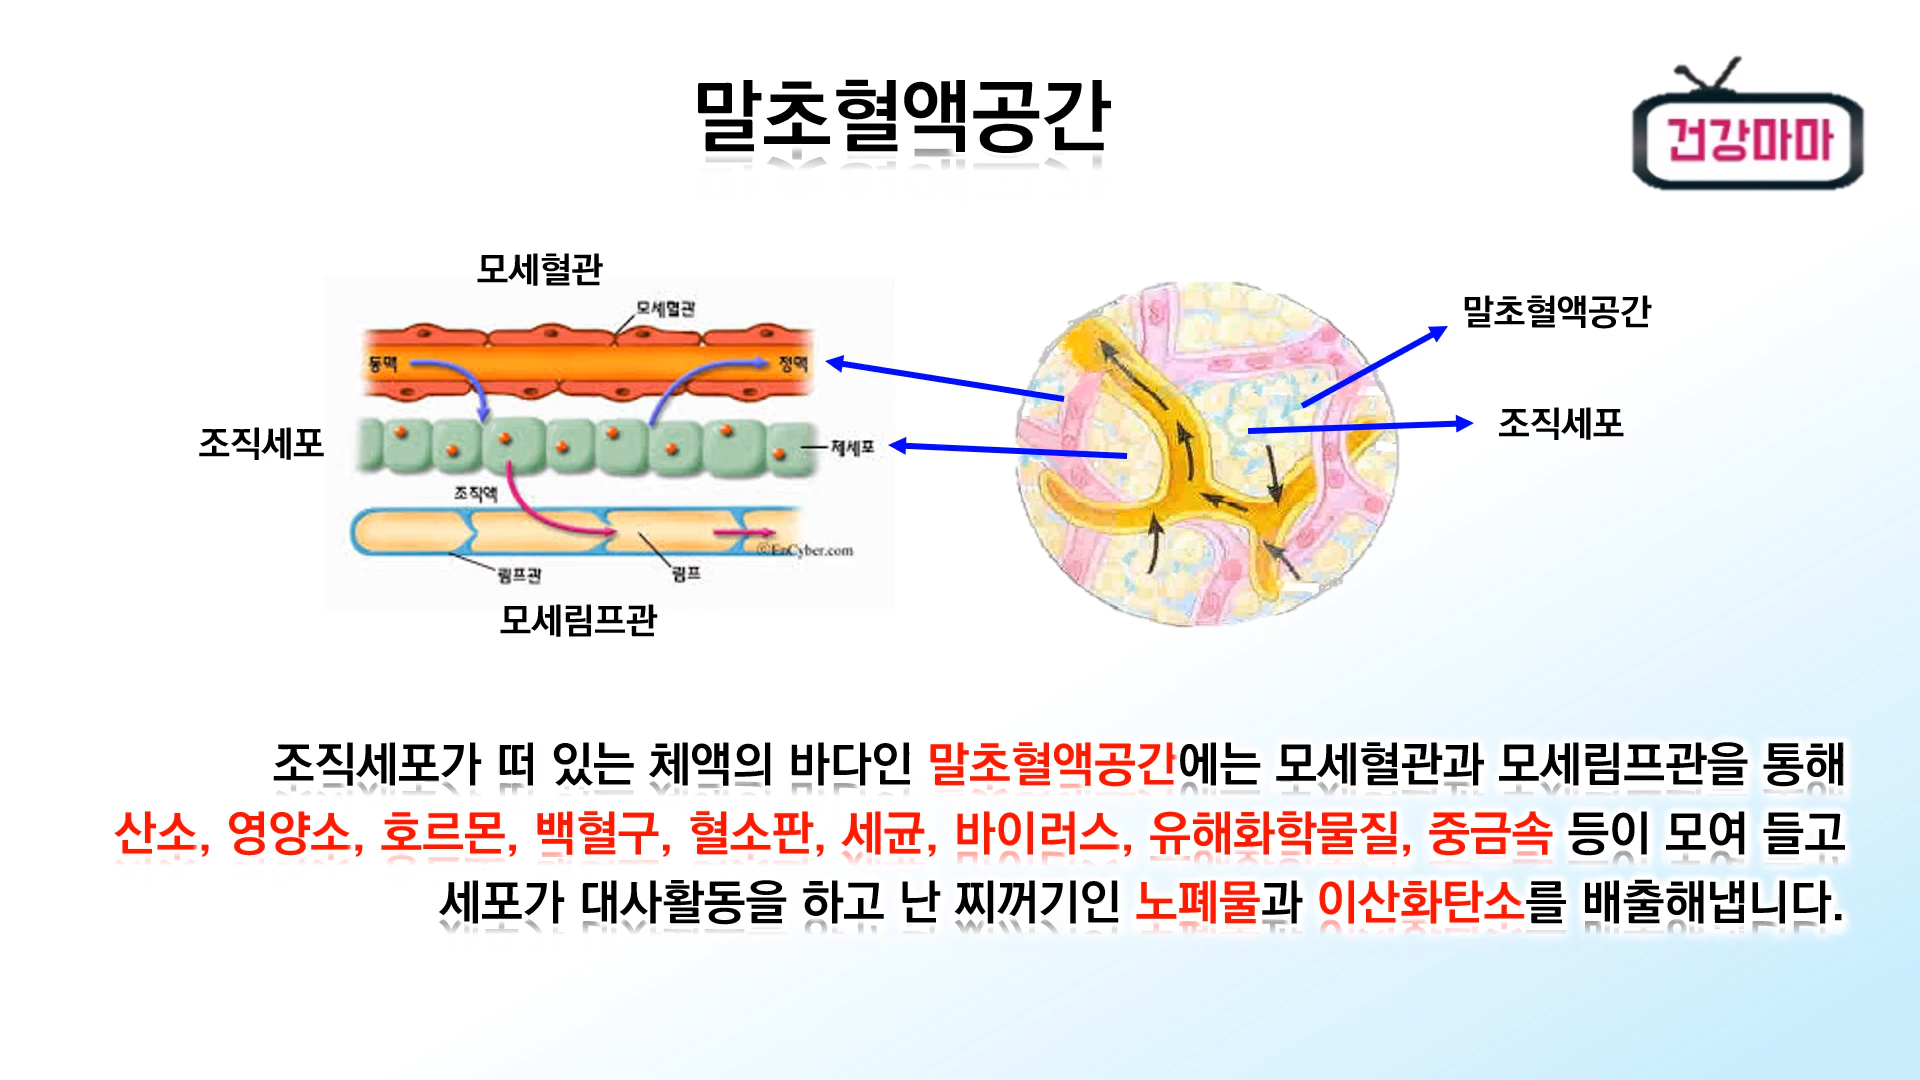 말초혈액공간
건강마마
모세혈관
모세혈관
동맥
정맥
조직세포
체세포
조직액
©EnCyber.com
림프관
림프
모세림프관
말초혈액공간
조직세포
조직세포가 떠 있는 체액의 바다인 말초혈액공간에는 모세혈관과 모세림프관을 통해
산소, 영양소, 호르몬, 백혈구, 혈소판, 세균, 바이러스, 유해화학물질, 중금속 등이 모여 들고
세포가 대사활동을 하고 난 찌꺼기인 노폐물과 이산화탄소를 배출해냅니다.